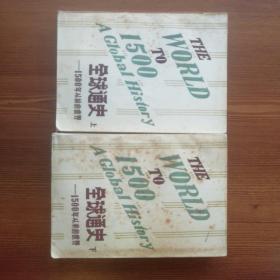 THE
WORLD
TO
1500
A Global History
全球通史 上
——1500年以前的世界
THE
WORLD
TO
1500
A Global History
全球通史 下
——1500年以来的世界